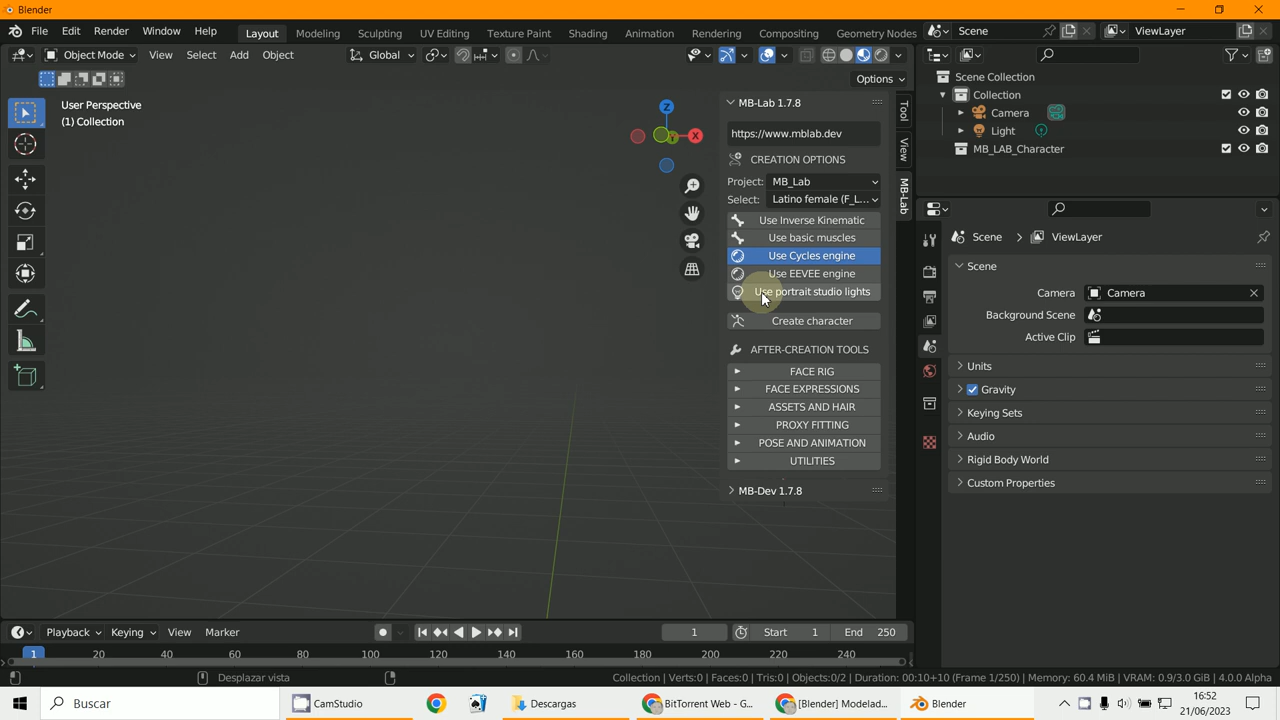 Blender
File Edit Render Window Help
Layout Modeling Sculpting UV Editing Texture Paint Shading Animation Rendering Compositing Geometry Nodes
Scene ViewLayer
Object Mode View Select Add Object Global
Options
User Perspective
(1) Collection
Z
X
Y
MB-Lab 1.7.8
https://www.mblab.dev
CREATION OPTIONS
Project: MB_Lab
Select: Latino female (F_L...
Use Inverse Kinematic
Use basic muscles
Use Cycles engine
Use EEVEE engine
Use portrait studio lights
Create character
AFTER-CREATION TOOLS
FACE RIG
FACE EXPRESSIONS
ASSETS AND HAIR
PROXY FITTING
POSE AND ANIMATION
UTILITIES
MB-Dev 1.7.8
Tool
View
MB-Lab
Scene Collection
Collection
Camera
Light
MB_LAB_Character
Scene ViewLayer
Scene
Camera Camera
Background Scene
Active Clip
Units
Gravity
Keying Sets
Audio
Rigid Body World
Custom Properties
Playback Keying View Marker
1 Start 1 End 250
1 20 40 60 80 100 120 140 160 180 200 220 240
Desplazar vista
Collection | Verts:0 | Faces:0 | Tris:0 | Objects:0/2 | Duration: 00:10+10 (Frame 1/250) | Memory: 60.4 MiB | VRAM: 0.9/3.0 GiB | 4.0.0 Alpha
Buscar
CamStudio
Descargas
BitTorrent Web - G...
[Blender] Modelad...
Blender
16:52
21/06/2023